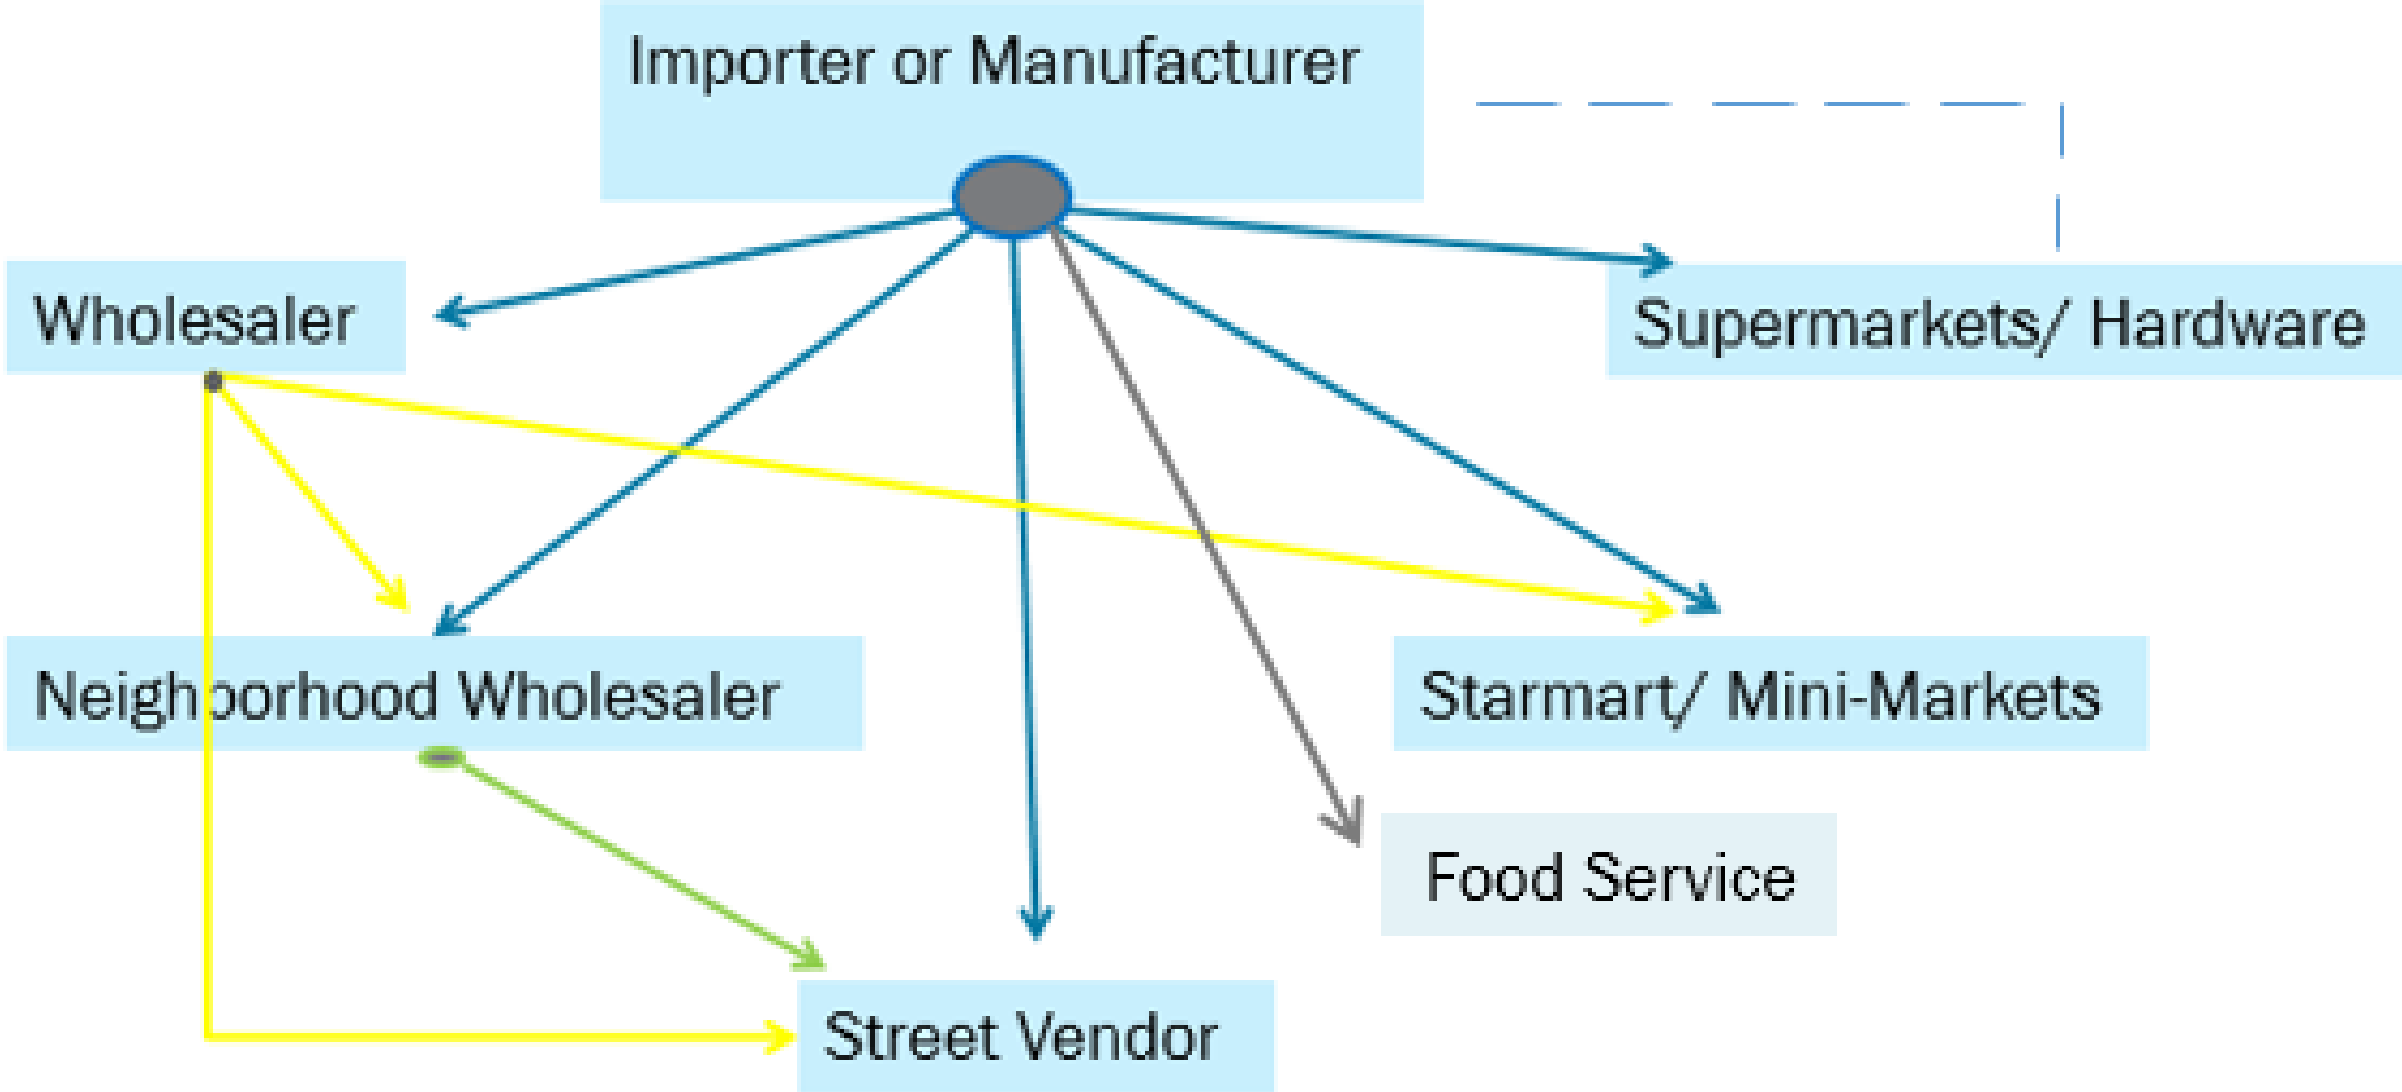 Importer or Manufacturer
Wholesaler
Supermarkets/ Hardware
Neighborhood Wholesaler
Starmart/ Mini-Markets
Food Service
Street Vendor